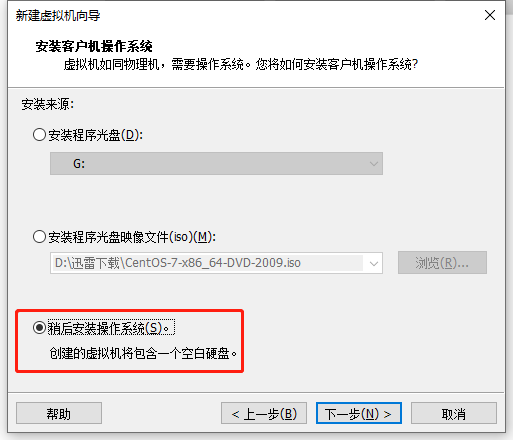 新建虚拟机向导
安装客户机操作系统
虚拟机如同物理机，需要操作系统。您将如何安装客户机操作系统?
安装来源:
安装程序光盘(D):
G:
安装程序光盘映像文件(iso)(M):
D:\迅雷下载\CentOS-7-x86_64-DVD-2009.iso
浏览(R)...
稍后安装操作系统(S)。
创建的虚拟机将包含一个空白硬盘。
帮助
< 上一步(B)
下一步(N) >
取消